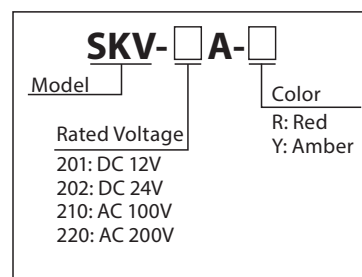 SKV-□A-□
Model
Rated Voltage
201: DC 12V
202: DC 24V
210: AC 100V
220: AC 200V
Color
R: Red
Y: Amber